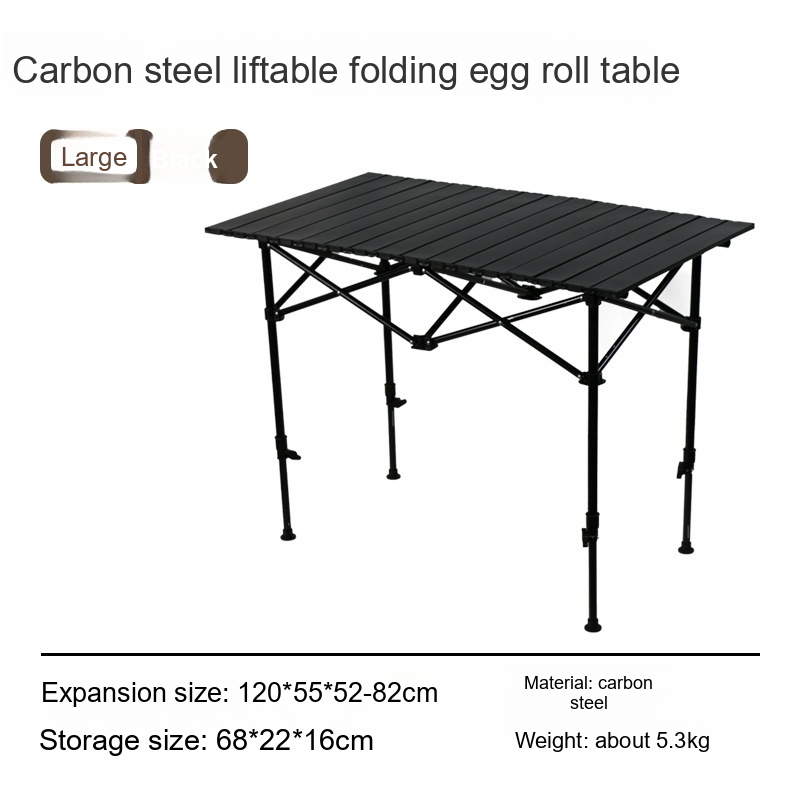 Carbon steel liftable folding egg roll table
Large Black
Expansion size: 120*55*52-82cm
Material: carbon
steel
Storage size: 68*22*16cm
Weight: about 5.3kg